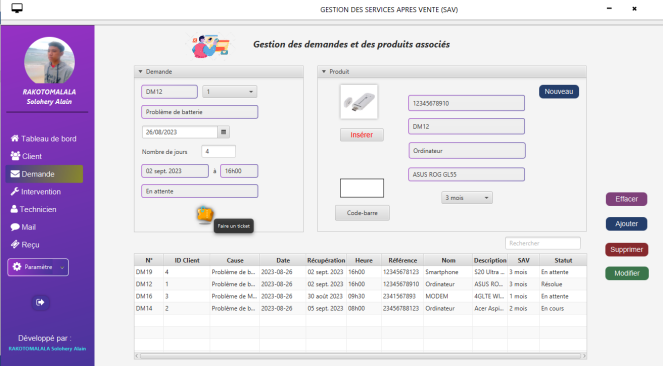 GESTION DES SERVICES APRES VENTE (SAV)
Gestion des demandes et des produits associés
RAKOTOMALALA
Solohery Alain
Tableau de bord
Client
Demande
Intervention
Technicien
Mail
Reçu
Paramètre
Développé par :
RAKOTOMALALA Solohery Alain
Demande
DM12
1
Problème de batterie
26/08/2023
Nombre de jours
4
02 sept. 2023
à
16h00
En attente
Faire un ticket
Produit
Insérer
Code-barre
Nouveau
12345678910
DM12
Ordinateur
ASUS ROG GL55
3 mois
Effacer
Ajouter
Supprimer
Modifier
Rechercher
N° ID Client Cause Date Récupération Heure Référence Nom Description SAV Statut
DM19 4 Problème de b... 2023-08-26 02 sept. 2023 16h00 12345678123 Smartphone S20 Ultra ... 3 mois En attente
DM12 1 Problème de b... 2023-08-26 02 sept. 2023 16h00 12345678910 Ordinateur ASUS RO... 3 mois Résolue
DM16 3 Problème de M... 2023-08-26 30 août 2023 09h30 2341567893 MODEM 4GLTE WI... 1 mois En attente
DM14 2 Problème de b... 2023-08-26 05 sept. 2023 08h00 23456788123 Ordinateur Acer Aspi... 2 mois En cours